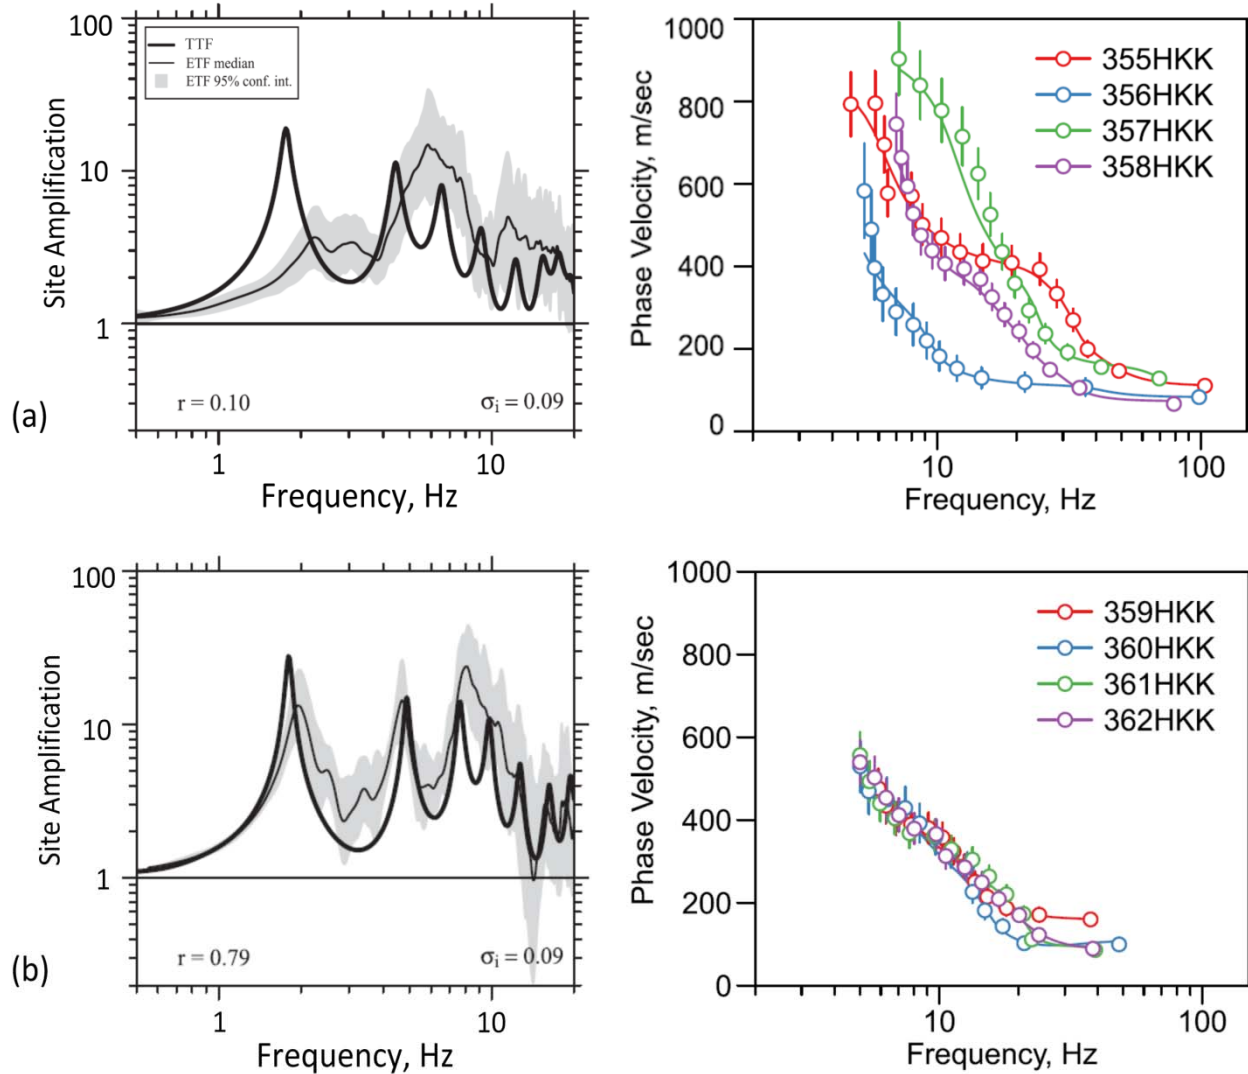 100
10
1
Site Amplification
TTF
ETF median
ETF 95% conf. int.
r = 0.10
σi = 0.09
1
10
Frequency, Hz
(a)
1000
800
600
400
200
0
Phase Velocity, m/sec
355HKK
356HKK
357HKK
358HKK
10
100
Frequency, Hz
100
10
1
Site Amplification
r = 0.79
σi = 0.09
1
10
Frequency, Hz
(b)
1000
800
600
400
200
0
Phase Velocity, m/sec
359HKK
360HKK
361HKK
362HKK
10
100
Frequency, Hz